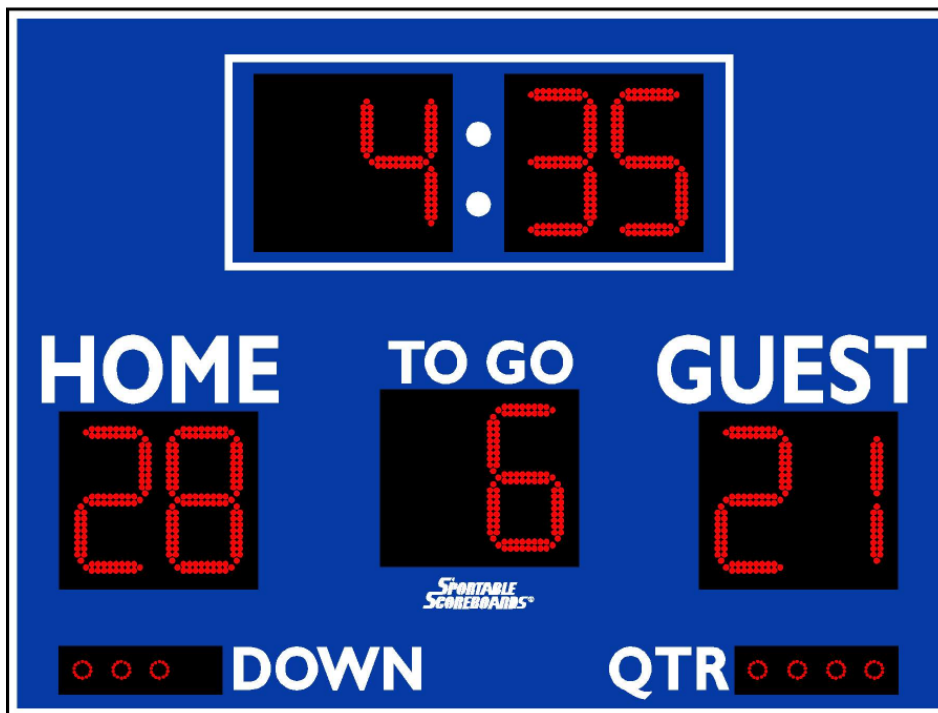 4:35
HOME TO GO GUEST
28 6 21
SPORTABLE
SCOREBOARDS®
DOWN QTR